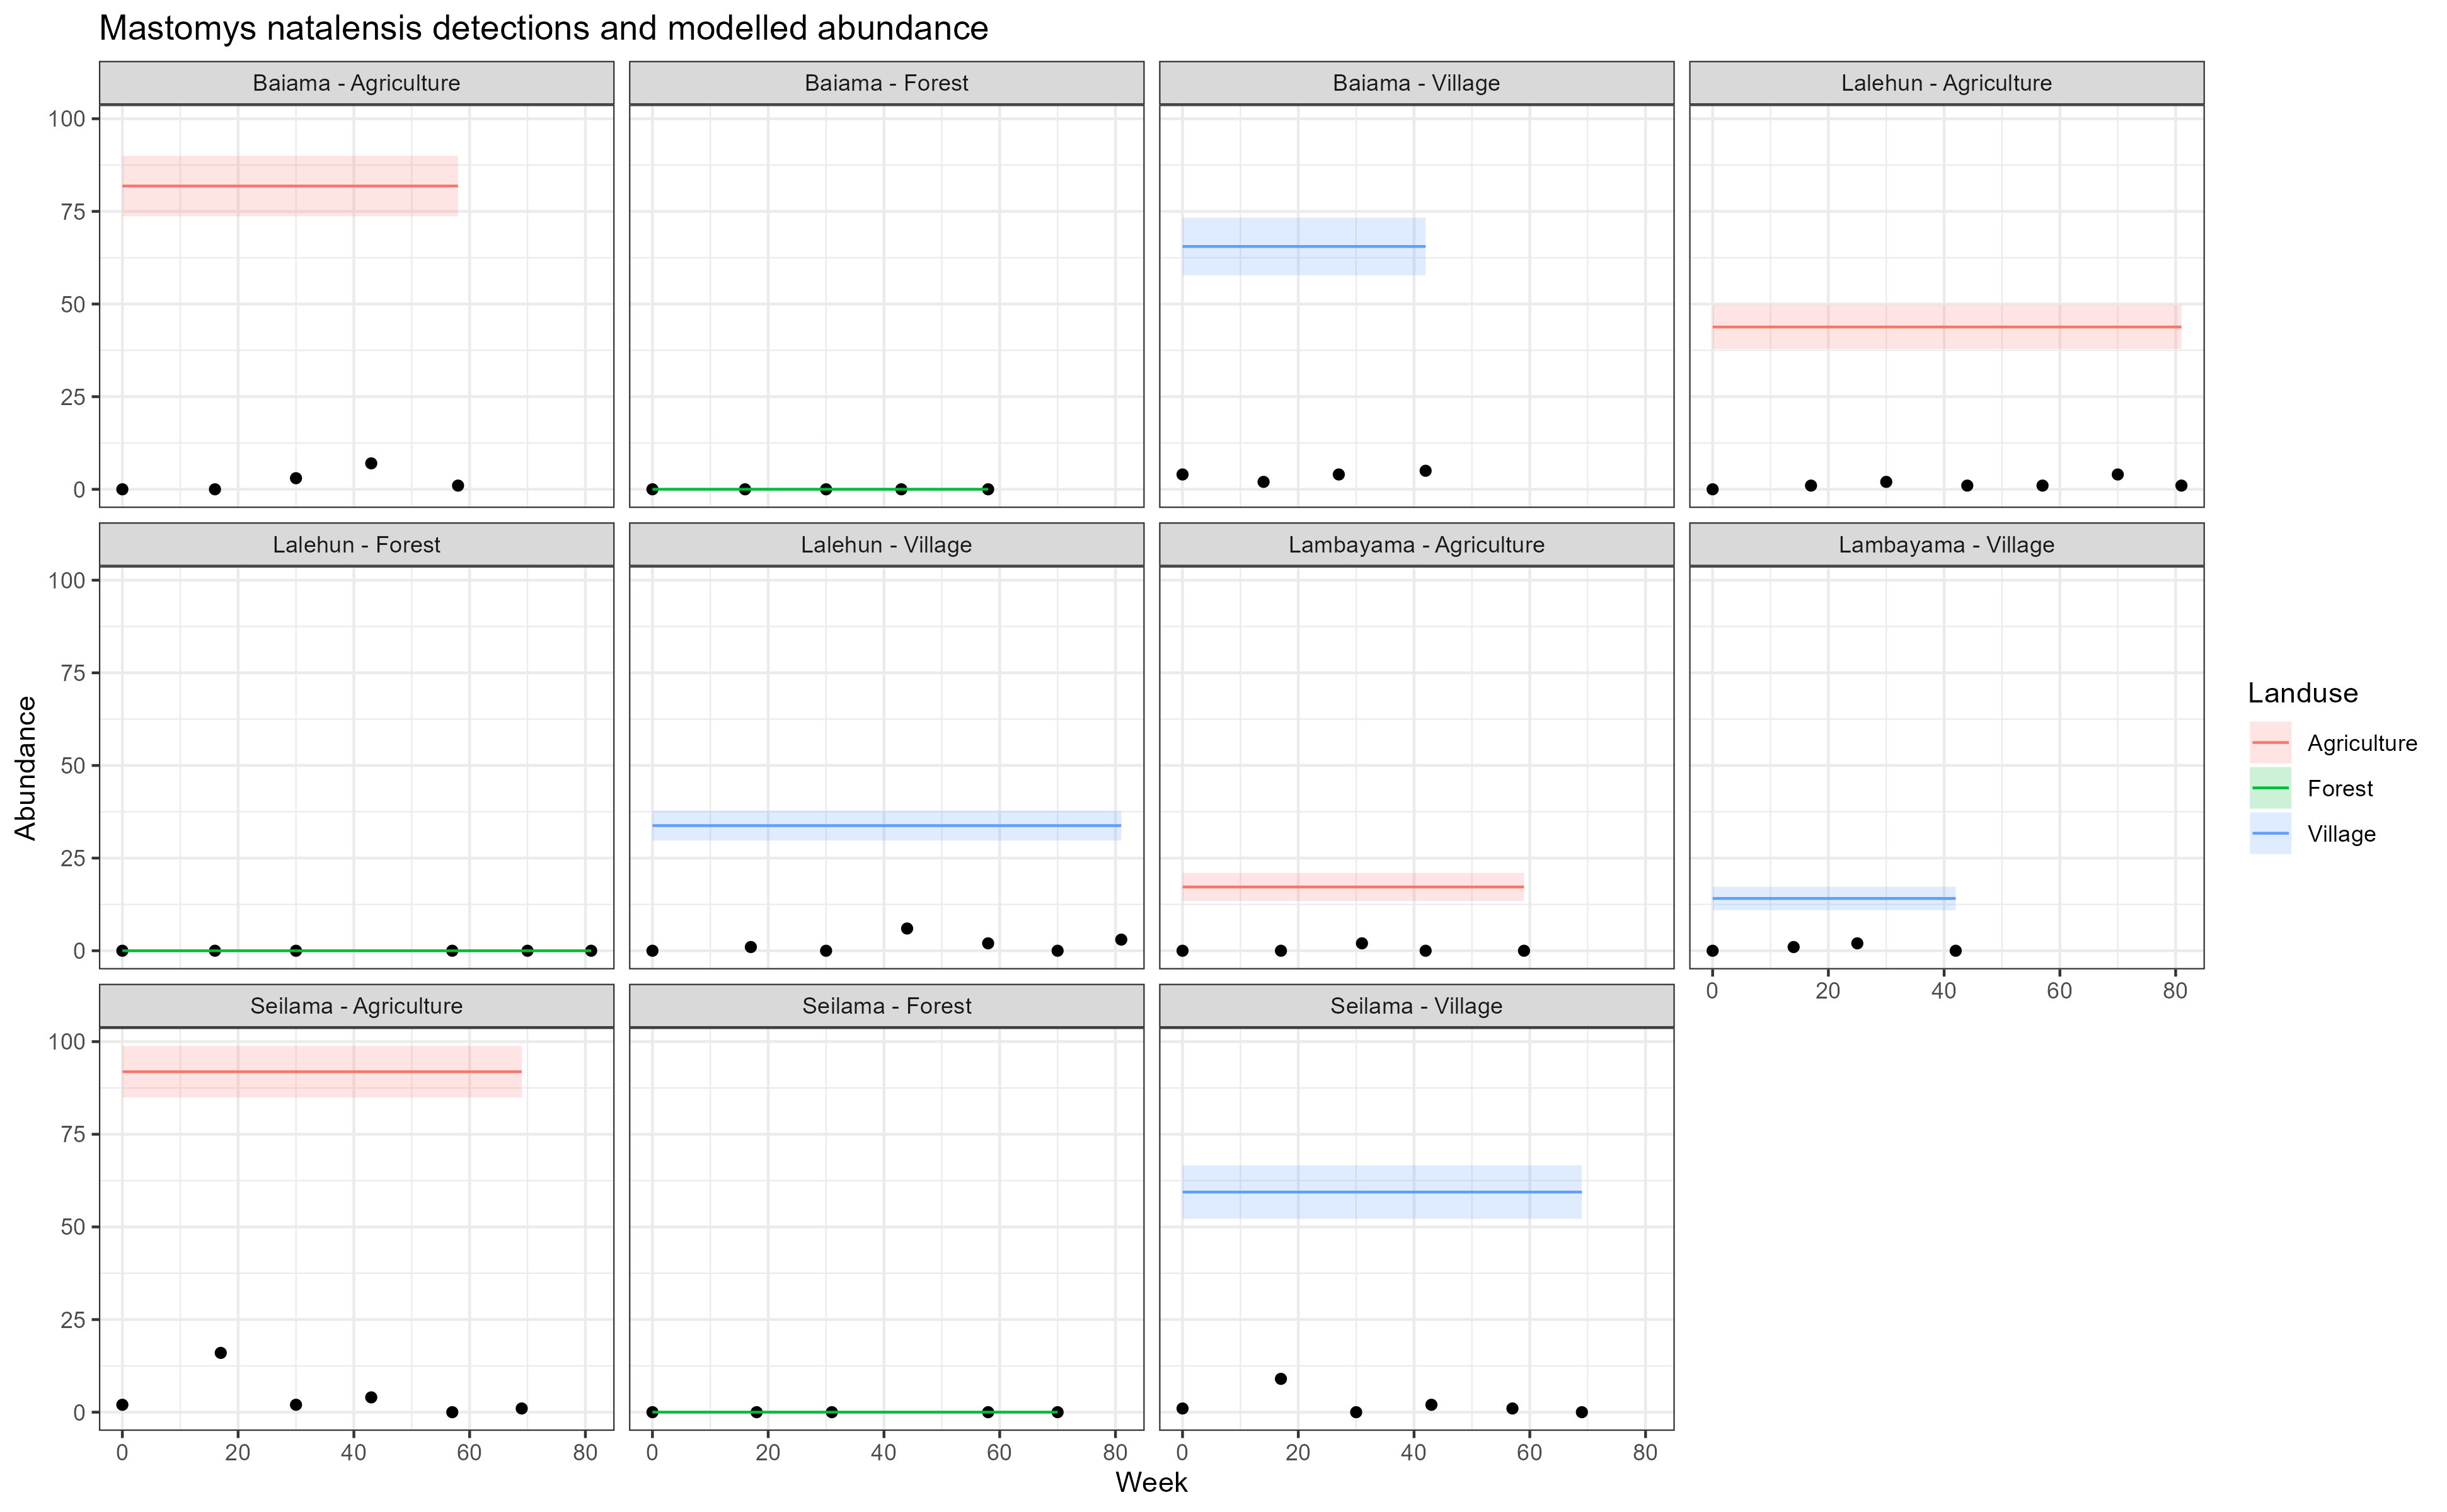 Mastomys natalensis detections and modelled abundance
Baiama - Agriculture
Baiama - Forest
Baiama - Village
Lalehun - Agriculture
100
75
50
25
0
Lalehun - Forest
Lalehun - Village
Lambayama - Agriculture
Lambayama - Village
100
75
50
25
0
0 20 40 60 80
Seilama - Agriculture
Seilama - Forest
Seilama - Village
100
75
50
25
0
0 20 40 60 80
0 20 40 60 80
0 20 40 60 80
Week
Abundance
Landuse
Agriculture
Forest
Village